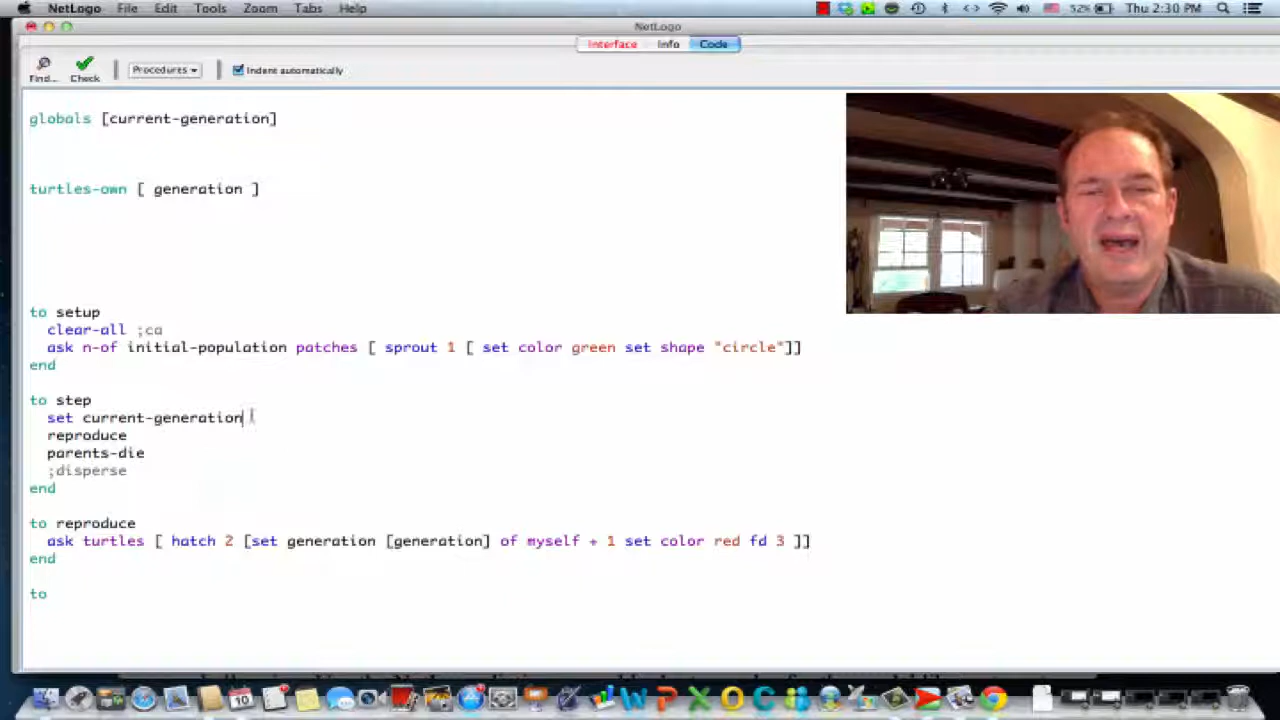 NetLogo File Edit Tools Zoom Tabs Help 52% Thu 2:30 PM
NetLogo
Interface Info Code
Find... Check Procedures Indent automatically
globals [current-generation]
turtles-own [ generation ]
to setup
clear-all ;ca
ask n-of initial-population patches [ sprout 1 [ set color green set shape "circle"]]
end
to step
set current-generation
reproduce
parents-die
;disperse
end
to reproduce
ask turtles [ hatch 2 [set generation [generation] of myself + 1 set color red fd 3 ]]
end
to